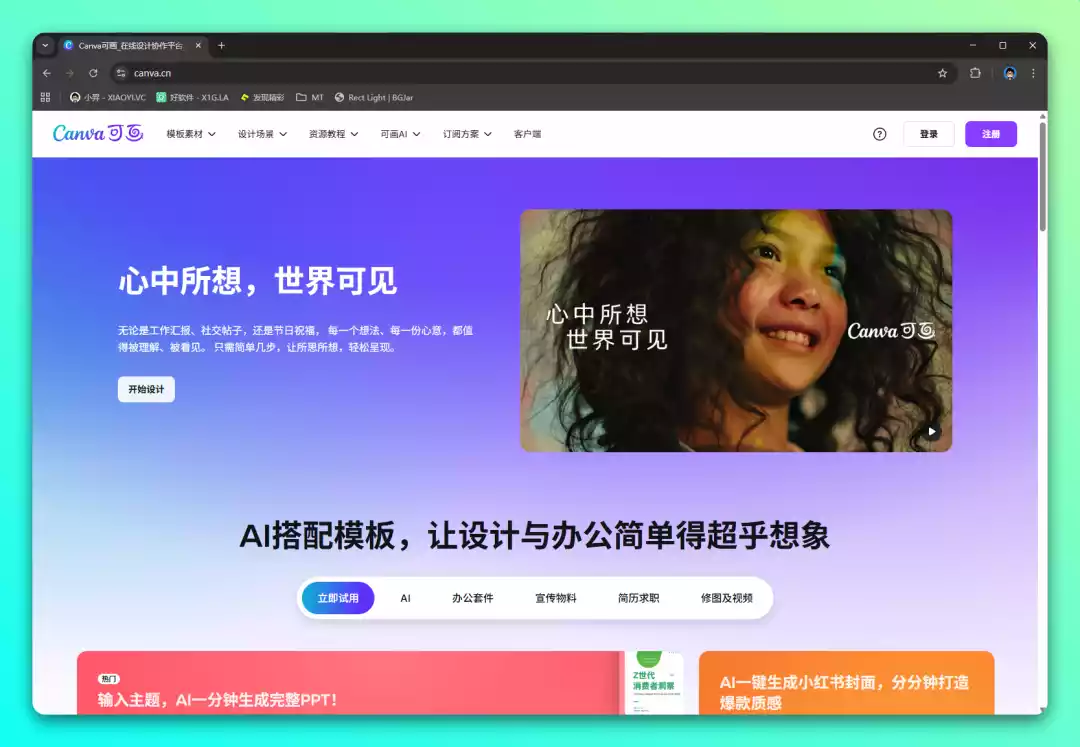 Canva可画_在线设计协作平台
canva.cn
小羿 - XIAOYI.VC
好软件 - X1G.LA
发现精彩
MT
Rect Light | BGJar
Canva可画
模板素材
设计场景
资源教程
可画AI
订阅方案
客户端
登录
注册
心中所想，世界可见
无论是工作汇报、社交帖子，还是节日祝福， 每一个想法、每一份心意，都值
得被理解、被看见。 只需简单几步，让所思所想，轻松呈现。
开始设计
心中所想
世界可见
Canva可画
AI搭配模板，让设计与办公简单得超乎想象
立即试用
AI
办公套件
宣传物料
简历求职
修图及视频
热门
输入主题，AI一分钟生成完整PPT！
Z世代
消费者洞察
AI一键生成小红书封面，分分钟打造
爆款质感